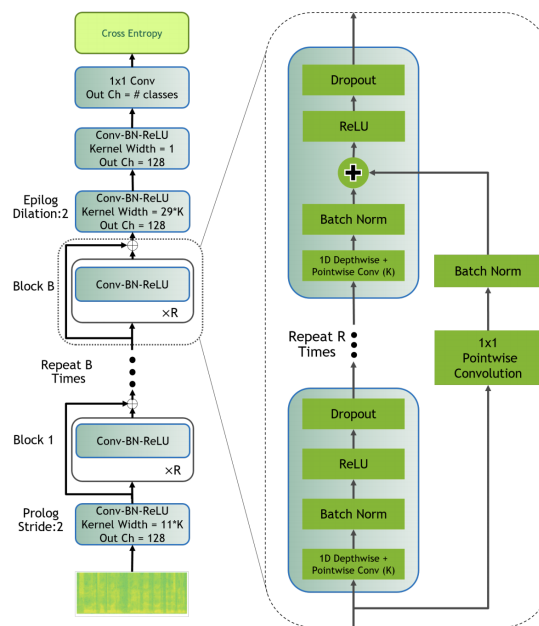 Cross Entropy
1x1 Conv
Out Ch = # classes
Conv-BN-ReLU
Kernel Width = 1
Out Ch = 128
Epilog
Dilation:2
Conv-BN-ReLU
Kernel Width = 29*K
Out Ch = 128
Block B
Conv-BN-ReLU
×R
Repeat B
Times
Block 1
Conv-BN-ReLU
×R
Prolog
Stride:2
Conv-BN-ReLU
Kernel Width = 11*K
Out Ch = 128
Dropout
ReLU
+
Batch Norm
1D Depthwise +
Pointwise Conv (K)
Repeat R
Times
Dropout
ReLU
Batch Norm
1D Depthwise +
Pointwise Conv (K)
Batch Norm
1x1
Pointwise
Convolution